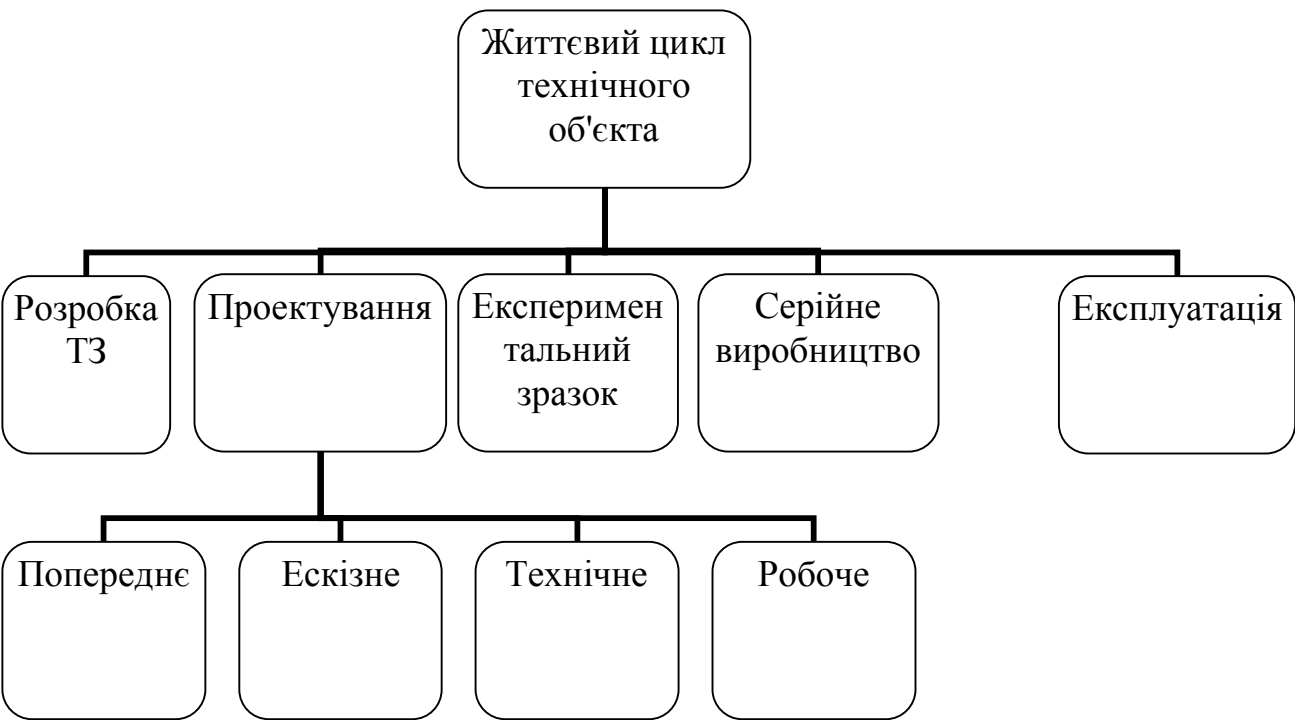 Життєвий цикл
технічного
об'єкта
Розробка
ТЗ
Проектування
Експеримен
тальний
зразок
Серійне
виробництво
Експлуатація
Попереднє
Ескізне
Технічне
Робоче